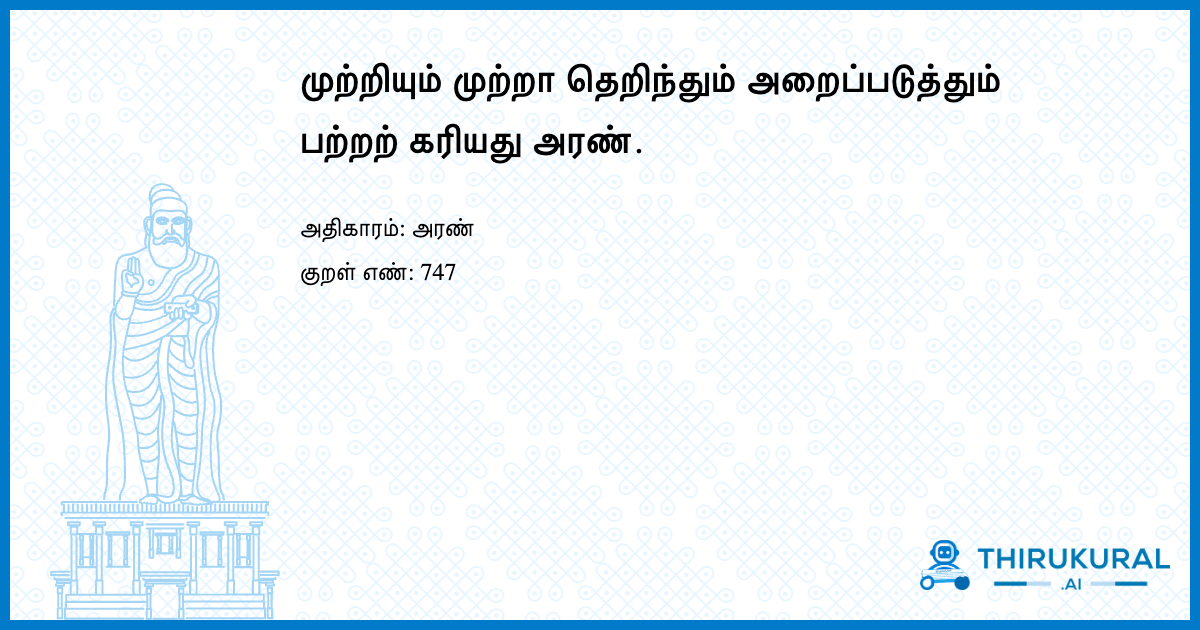 முற்றியும் முற்றா தெறிந்தும் அறைப்படுத்தும்
பற்றற் கரியது அரண்.
அதிகாரம்: அரண்
குறள் எண்: 747
THIRUKURAL
.AI